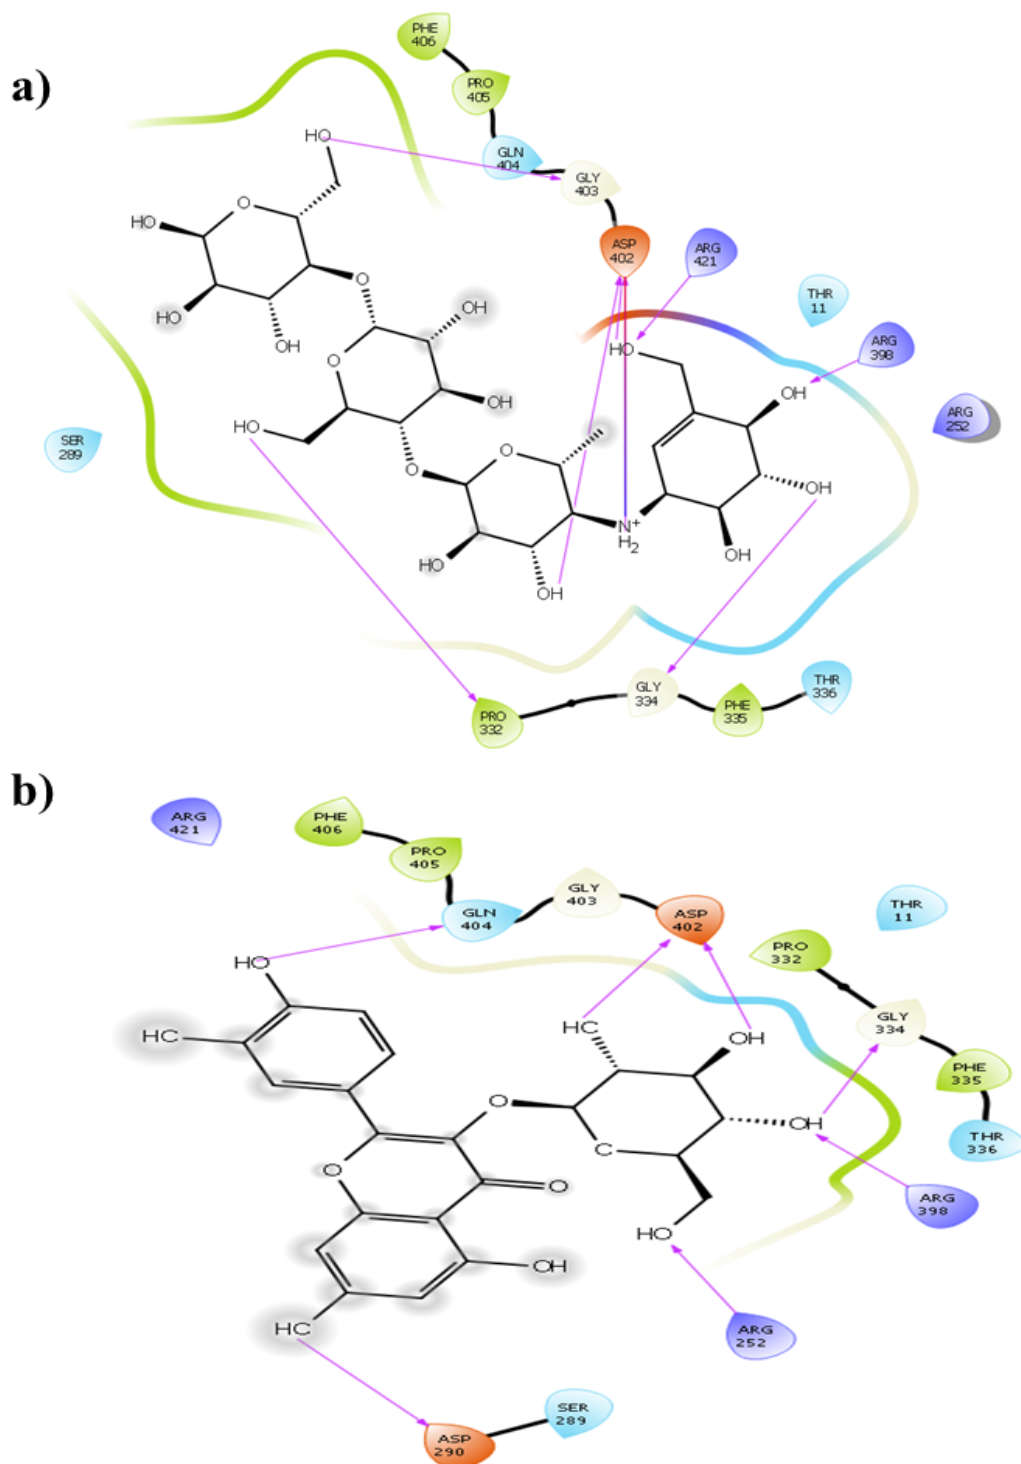 a)
PHE
406
PRO
405
GLN
404
GLY
403
ASP
402
ARG
421
THR
11
ARG
398
ARG
252
SER
289
HO
HO
O
HO
OH
O
OH
O
OH
HO
O
O
HO
OH
N+
H2
HO
OH
OH
OH
PRO
332
GLY
334
PHE
335
THR
336
b)
ARG
421
PHE
406
PRO
405
GLN
404
GLY
403
ASP
402
THR
11
PRO
332
GLY
334
PHE
335
THR
336
ARG
398
ARG
252
HO
HC
HC
OH
O
OH
C
O
O
HO
OH
HC
SER
289
ASP
290